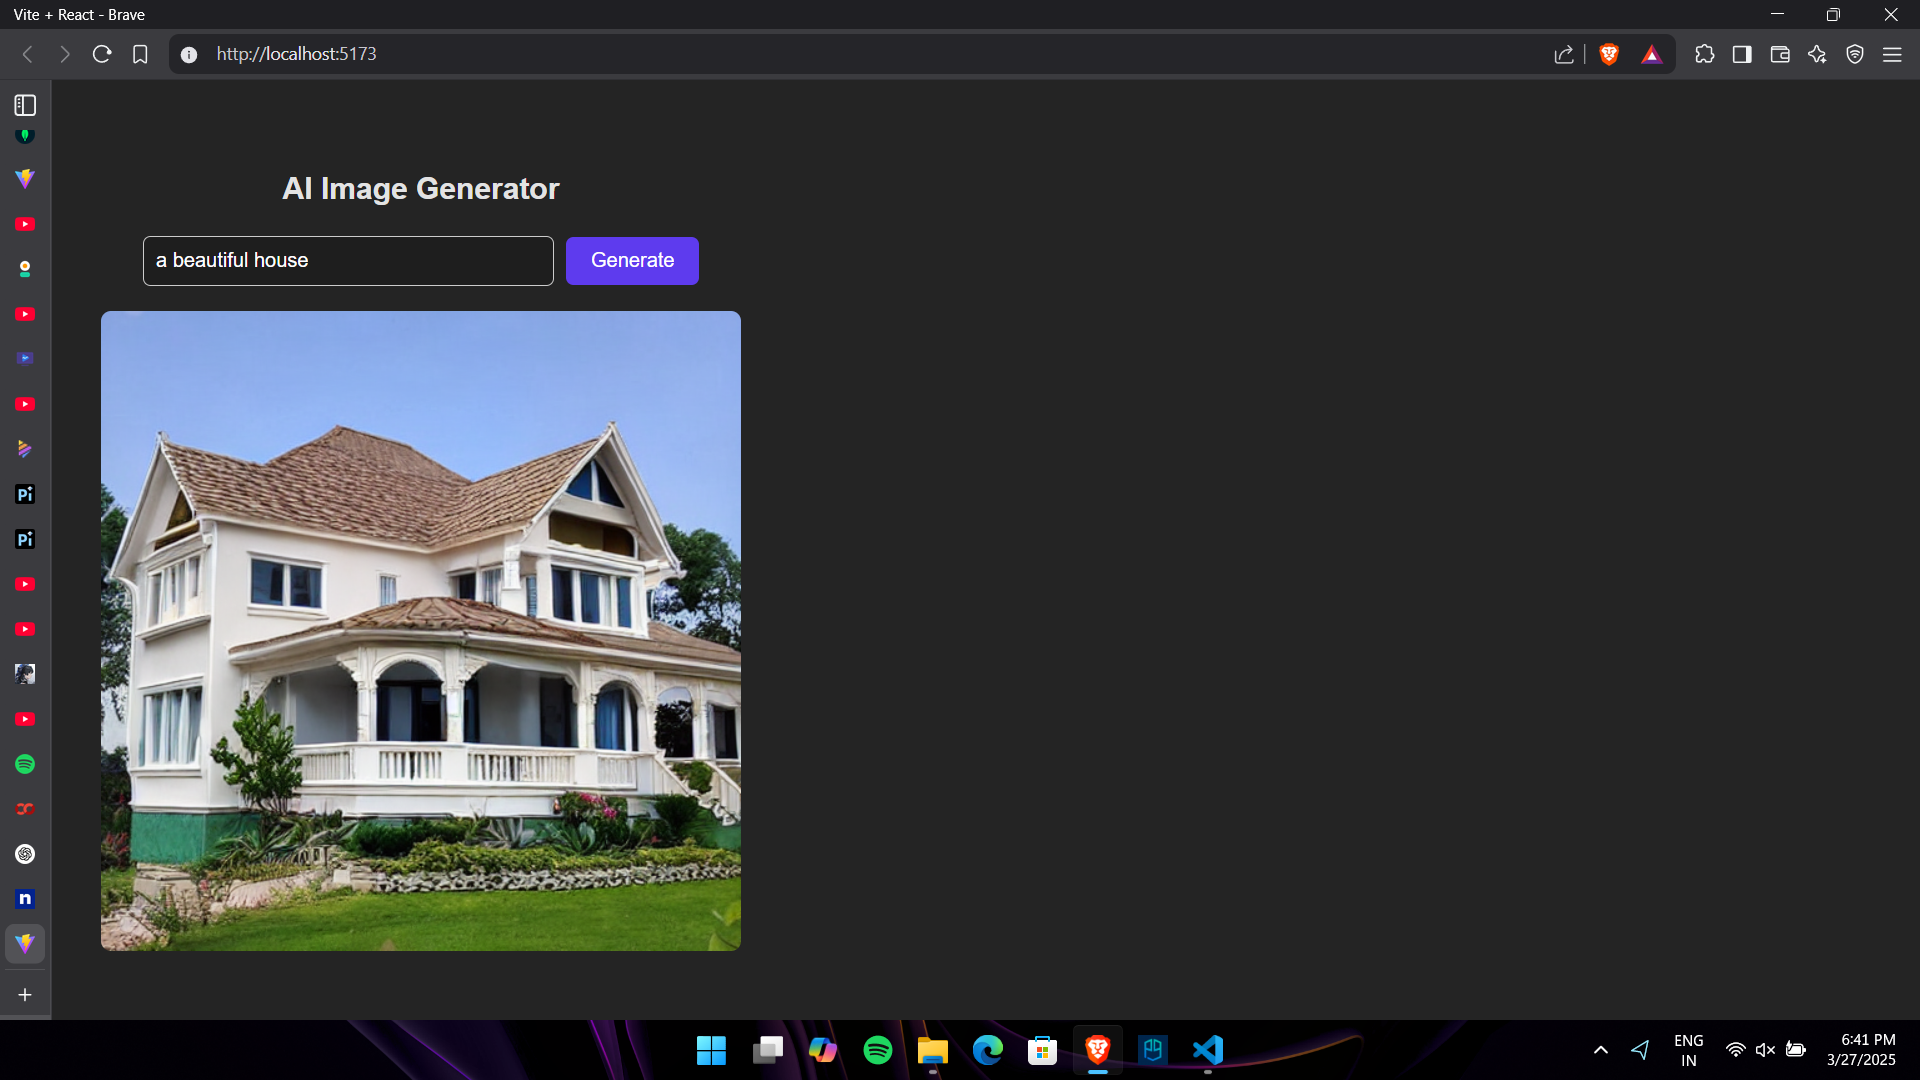 Vite + React - Brave
http://localhost:5173
AI Image Generator
a beautiful house
Generate
Pi
Pi
n
ENG
IN
6:41 PM
3/27/2025